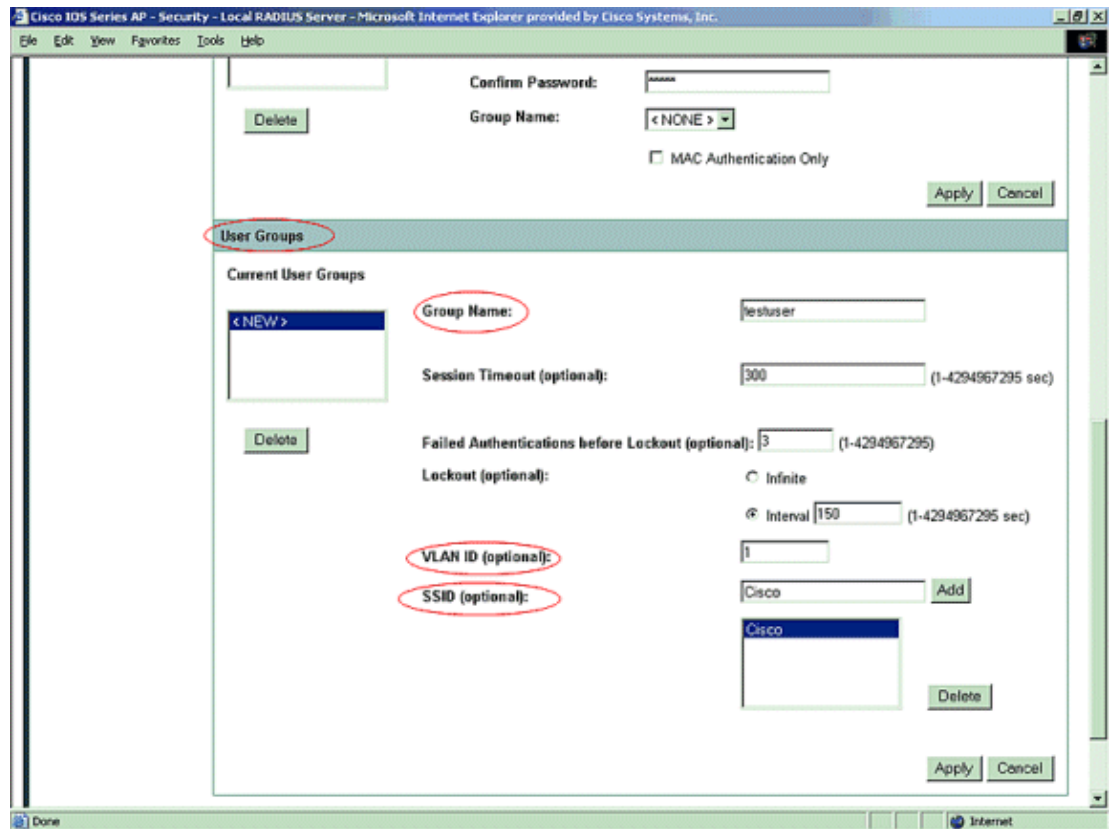 Cisco IOS Series AP - Security - Local RADIUS Server - Microsoft Internet Explorer provided by Cisco Systems, Inc.
File Edit View Favorites Tools Help
Confirm Password: *****
Delete
Group Name: < NONE >
MAC Authentication Only
Apply Cancel
User Groups
Current User Groups
< NEW >
Group Name: testuser
Session Timeout (optional): 300 (1-4294967295 sec)
Delete
Failed Authentications before Lockout (optional): 3 (1-4294967295)
Lockout (optional): Infinite
Interval 150 (1-4294967295 sec)
VLAN ID (optional): 1
SSID (optional): Cisco Add
Cisco
Delete
Apply Cancel
Done Internet